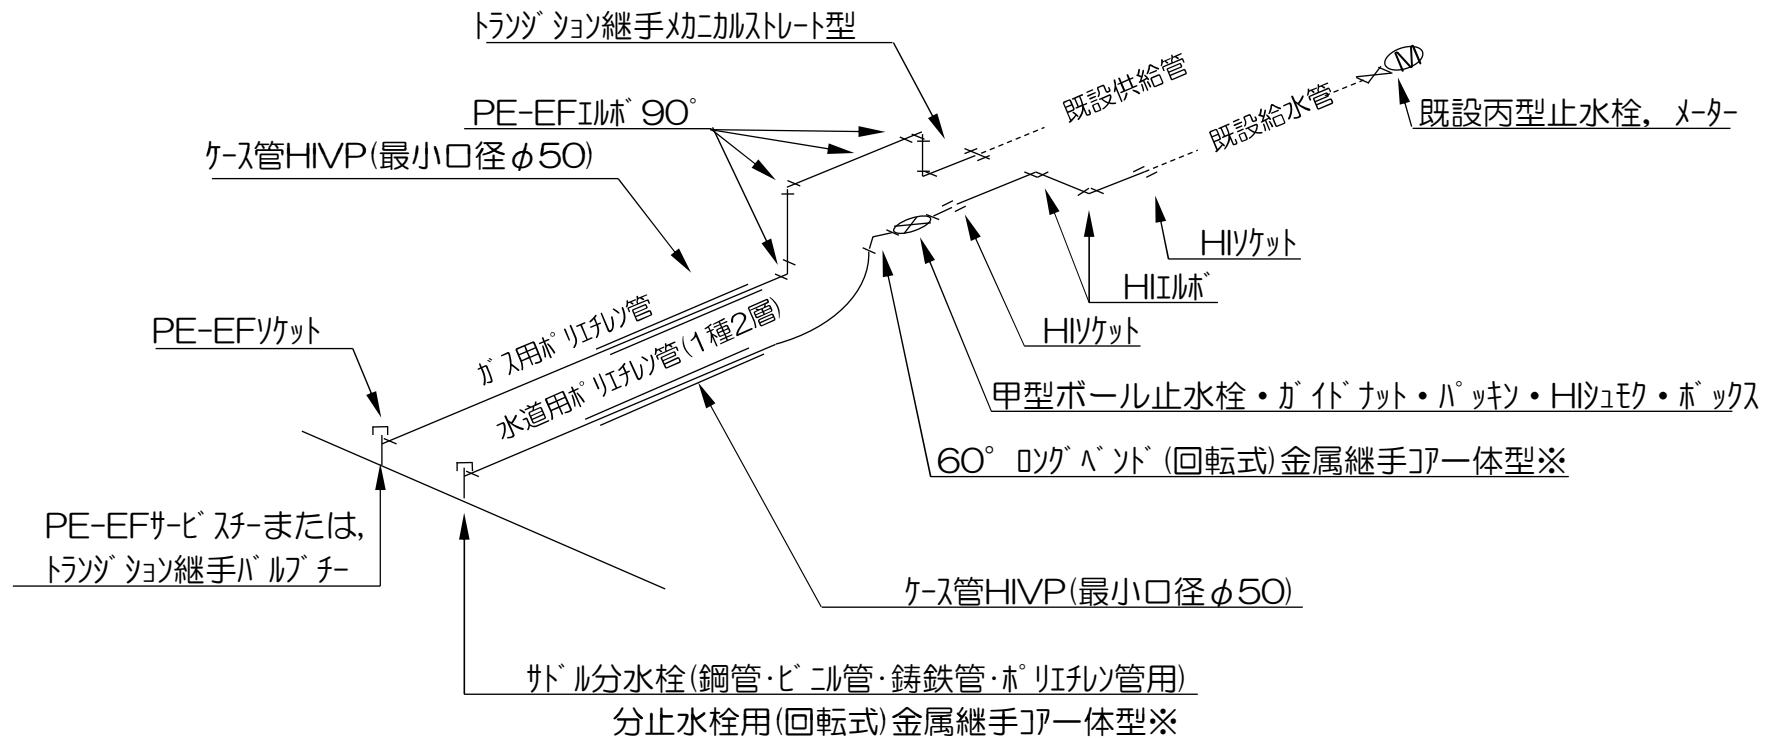 トランジション継手メカニカルストレート型
既設供給管
既設給水管
M
既設丙型止水栓，メーター
PE-EFエルボ90°
ケース管HIVP(最小口径φ50)
HIソケット
HIエルボ
HIソケット
PE-EFソケット
ガス用ポリエチレン管
水道用ポリエチレン管(1種2層)
甲型ボール止水栓・ガイドナット・パッキン・HIシュモク・ボックス
60°ロングベンド(回転式)金属継手コアー体型※
PE-EFサービスチーまたは，
トランジション継手バルブチー
ケース管HIVP(最小口径φ50)
サドル分水栓(鋼管・ビニル管・鋳鉄管・ポリエチレン管用)
分止水栓用(回転式)金属継手コアー体型※